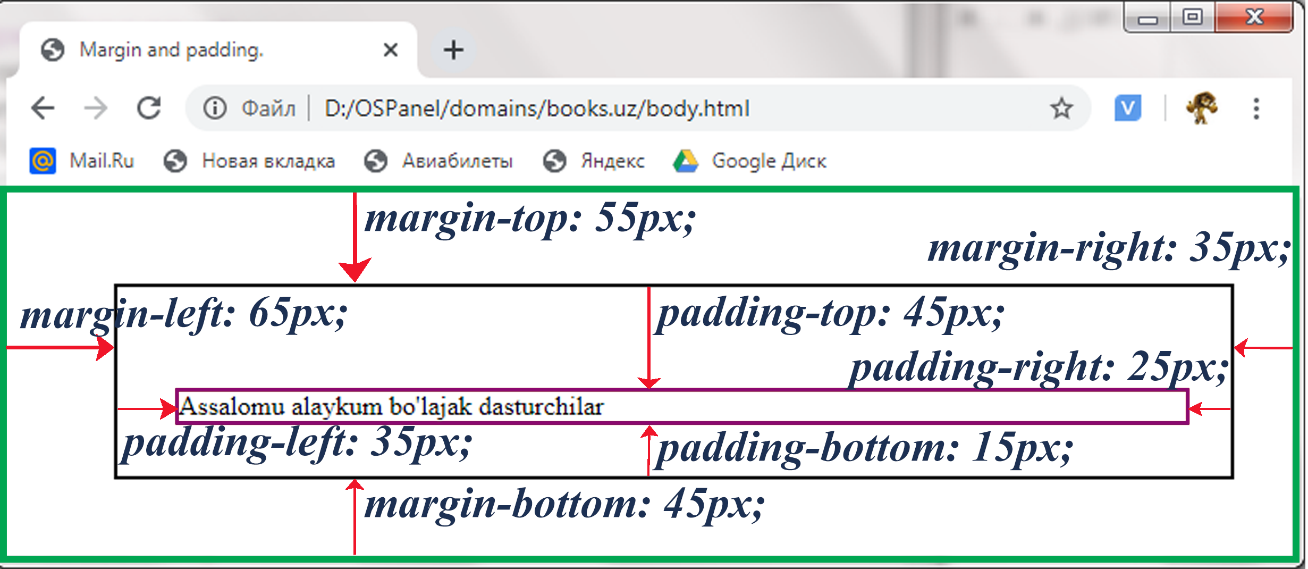 Margin and padding.
Файл D:/OSPanel/domains/books.uz/body.html
Mail.Ru Новая вкладка Авиабилеты Яндекс Google Диск
margin-top: 55px;
margin-right: 35px;
margin-left: 65px;
padding-top: 45px;
padding-right: 25px;
Assalomu alaykum bo'lajak dasturchilar
padding-left: 35px;
padding-bottom: 15px;
margin-bottom: 45px;